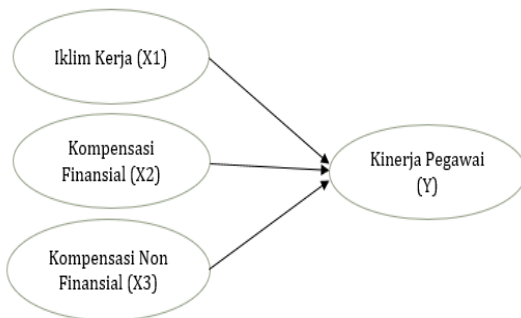 Iklim Kerja (X1)
Kompensasi
Finansial (X2)
Kompensasi Non
Finansial (X3)
Kinerja Pegawai
(Y)